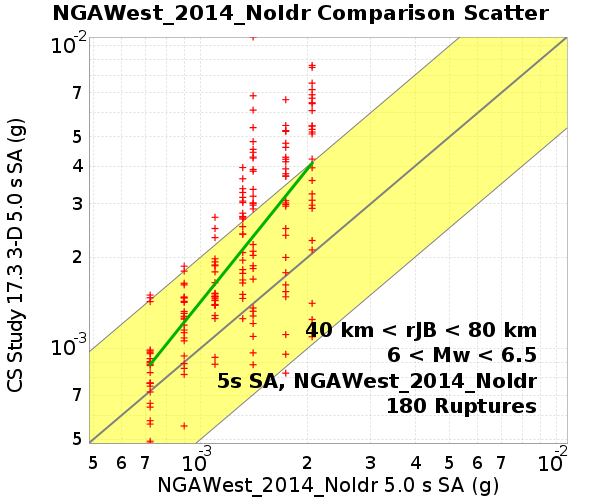 NGAWest_2014_NoIdr Comparison Scatter
CS Study 17.3 3-D 5.0 s SA (g)
10-2
7
5
4
3
2
10-3
7
5
40 km < rJB < 80 km
6 < Mw < 6.5
5s SA, NGAWest_2014_NoIdr
180 Ruptures
5 6 7 10-3 2 3 4 5 6 7 10-2
NGAWest_2014_NoIdr 5.0 s SA (g)